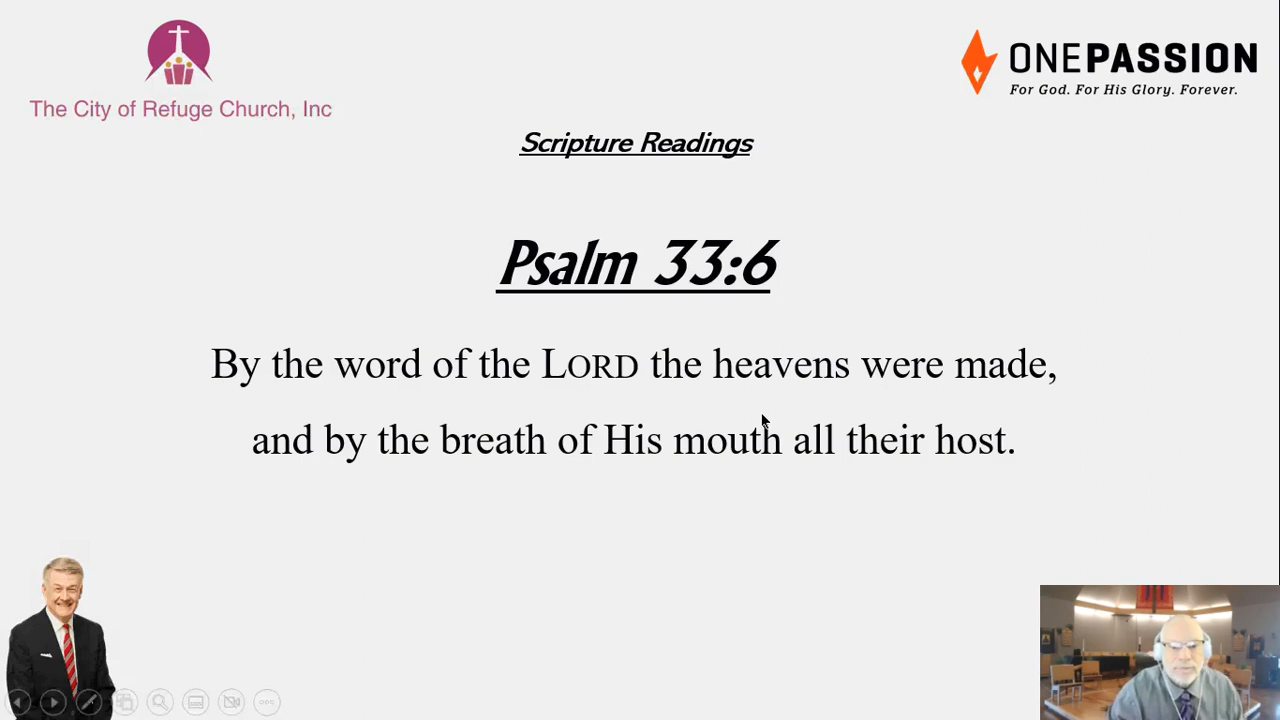 The City of Refuge Church, Inc
ONEPASSION
For God. For His Glory. Forever.
Scripture Readings
Psalm 33:6
By the word of the LORD the heavens were made,
and by the breath of His mouth all their host.